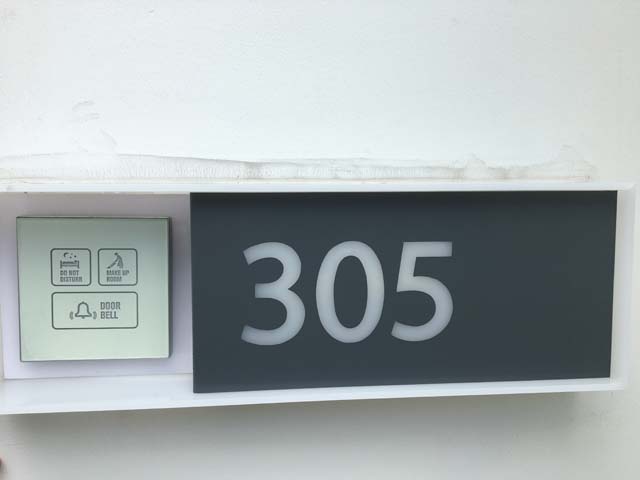 DO NOT
DISTURB
MAKE UP
ROOM
DOOR
BELL
305